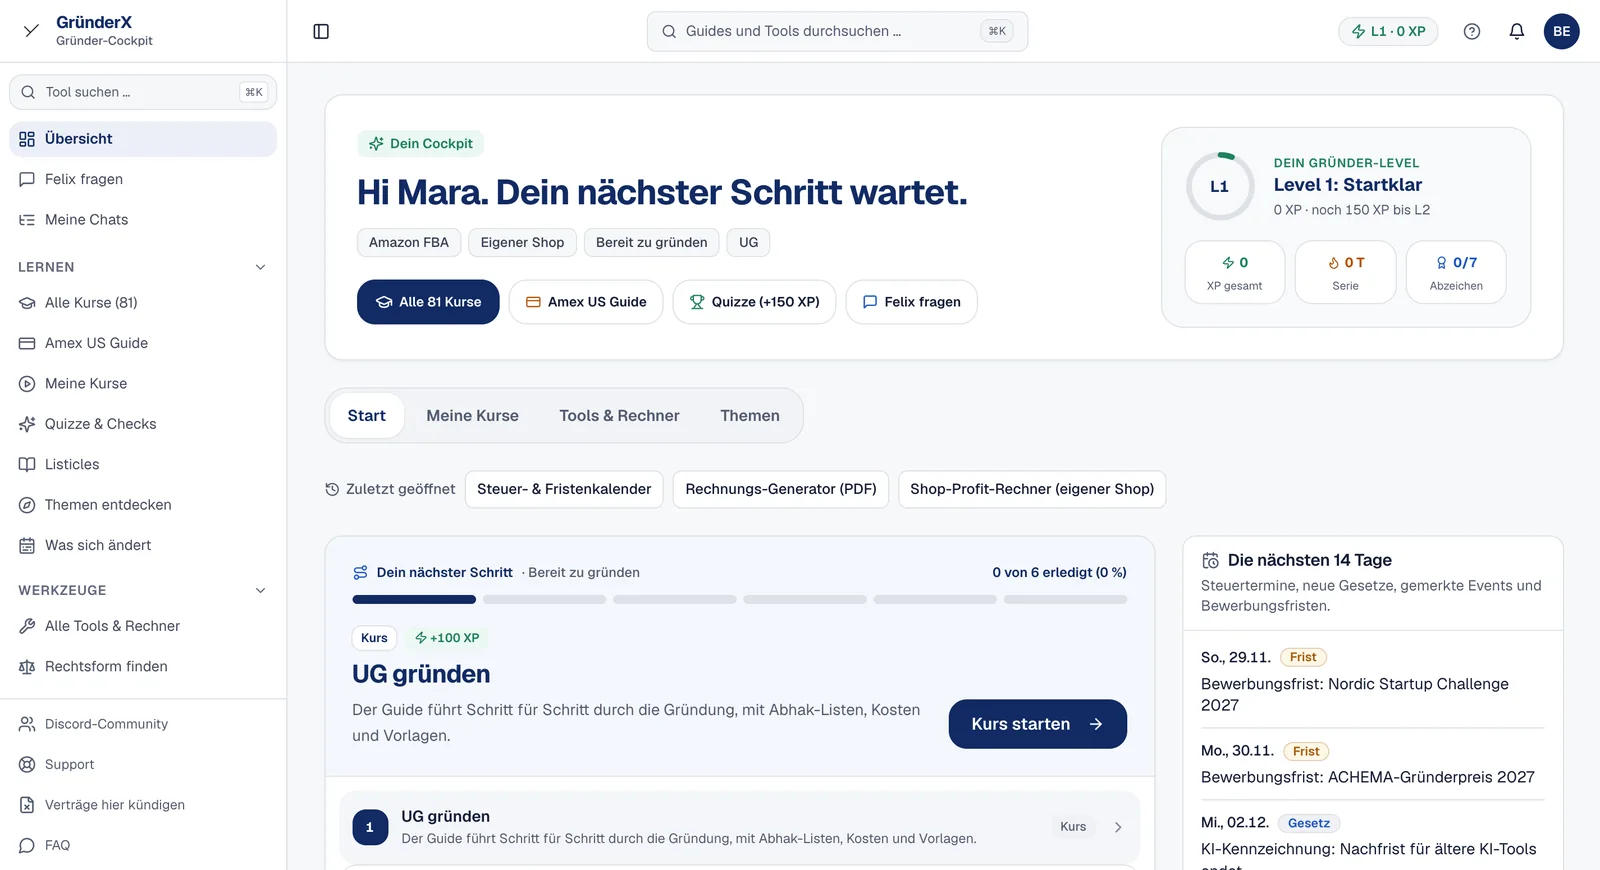 GründerX
Gründer-Cockpit
Guides und Tools durchsuchen ...
⌘K
L1 · 0 XP
BE
Tool suchen ...
⌘K
Übersicht
Felix fragen
Meine Chats
LERNEN
Alle Kurse (81)
Amex US Guide
Meine Kurse
Quizze & Checks
Listicles
Themen entdecken
Was sich ändert
WERKZEUGE
Alle Tools & Rechner
Rechtsform finden
Discord-Community
Support
Verträge hier kündigen
FAQ
Dein Cockpit
Hi Mara. Dein nächster Schritt wartet.
Amazon FBA
Eigener Shop
Bereit zu gründen
UG
Alle 81 Kurse
Amex US Guide
Quizze (+150 XP)
Felix fragen
L1
DEIN GRÜNDER-LEVEL
Level 1: Startklar
0 XP · noch 150 XP bis L2
0
XP gesamt
0 T
Serie
0/7
Abzeichen
Start
Meine Kurse
Tools & Rechner
Themen
Zuletzt geöffnet
Steuer- & Fristenkalender
Rechnungs-Generator (PDF)
Shop-Profit-Rechner (eigener Shop)
Dein nächster Schritt · Bereit zu gründen
0 von 6 erledigt (0 %)
Kurs
+100 XP
UG gründen
Der Guide führt Schritt für Schritt durch die Gründung, mit Abhak-Listen, Kosten
und Vorlagen.
Kurs starten
1
UG gründen
Der Guide führt Schritt für Schritt durch die Gründung, mit Abhak-Listen, Kosten und Vorlagen.
Kurs
Die nächsten 14 Tage
Steuertermine, neue Gesetze, gemerkte Events und
Bewerbungsfristen.
So., 29.11.
Frist
Bewerbungsfrist: Nordic Startup Challenge
2027
Mo., 30.11.
Frist
Bewerbungsfrist: ACHEMA-Gründerpreis 2027
Mi., 02.12.
Gesetz
KI-Kennzeichnung: Nachfrist für ältere KI-Tools